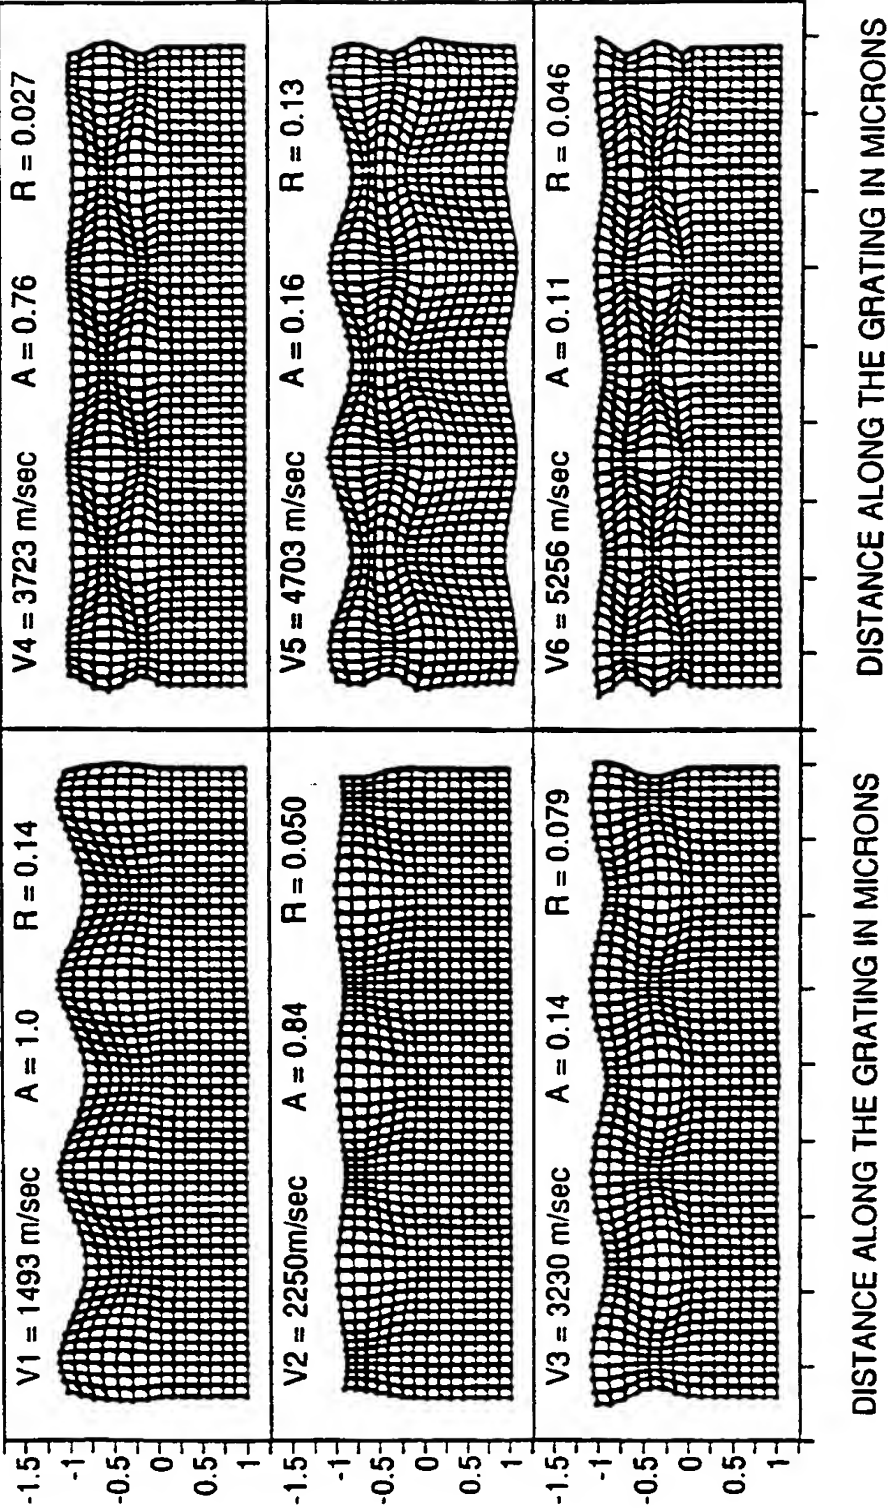 V1 = 1493 m/sec A = 1.0 R = 0.14
V4 = 3723 m/sec A = 0.76 R = 0.027
-1.5
-1
-0.5
0
0.5
1
V2 = 2250m/sec A = 0.84 R = 0.050
V5 = 4703 m/sec A = 0.16 R = 0.13
-1.5
-1
-0.5
0
0.5
1
V3 = 3230 m/sec A = 0.14 R = 0.079
V6 = 5256 m/sec A = 0.11 R = 0.046
-1.5
-1
-0.5
0
0.5
1
DISTANCE ALONG THE GRATING IN MICRONS
DISTANCE ALONG THE GRATING IN MICRONS